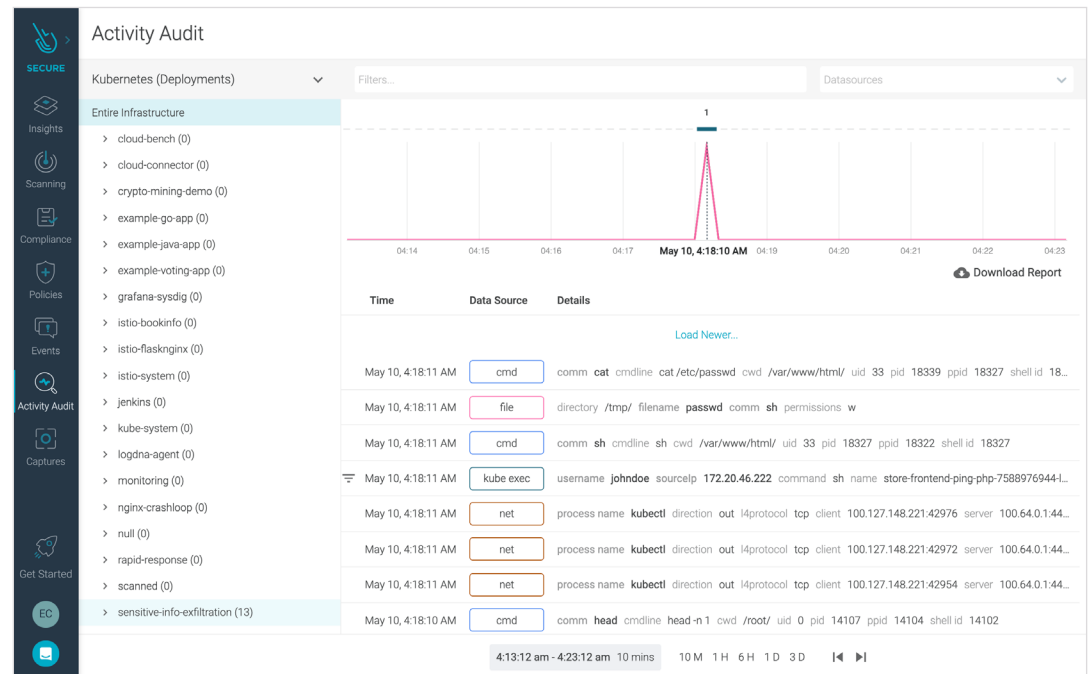 Activity Audit
SECURE
Insights
Scanning
Compliance
Policies
Events
Activity Audit
Captures
Get Started
EC
Kubernetes (Deployments)
Filters...
Datasources
Entire Infrastructure
cloud-bench (0)
cloud-connector (0)
crypto-mining-demo (0)
example-go-app (0)
example-java-app (0)
example-voting-app (0)
grafana-sysdig (0)
istio-bookinfo (0)
istio-flasknginx (0)
istio-system (0)
jenkins (0)
kube-system (0)
logdna-agent (0)
monitoring (0)
nginx-crashloop (0)
null (0)
rapid-response (0)
scanned (0)
sensitive-info-exfiltration (13)
1
04:14 04:15 04:16 04:17 May 10, 4:18:10 AM 04:19 04:20 04:21 04:22 04:23
Download Report
Time Data Source Details
Load Newer...
May 10, 4:18:11 AM cmd comm cat cmdline cat /etc/passwd cwd /var/www/html/ uid 33 pid 18339 ppid 18327 shell id 18...
May 10, 4:18:11 AM file directory /tmp/ filename passwd comm sh permissions w
May 10, 4:18:11 AM cmd comm sh cmdline sh cwd /var/www/html/ uid 33 pid 18327 ppid 18322 shell id 18327
May 10, 4:18:11 AM kube exec username johndoe sourceIp 172.20.46.222 command sh name store-frontend-ping-php-7588976944-l...
May 10, 4:18:11 AM net process name kubectl direction out l4protocol tcp client 100.127.148.221:42976 server 100.64.0.1:44...
May 10, 4:18:11 AM net process name kubectl direction out l4protocol tcp client 100.127.148.221:42972 server 100.64.0.1:44...
May 10, 4:18:11 AM net process name kubectl direction out l4protocol tcp client 100.127.148.221:42954 server 100.64.0.1:44...
May 10, 4:18:10 AM cmd comm head cmdline head -n 1 cwd /root/ uid 0 pid 14107 ppid 14104 shell id 14102
4:13:12 am - 4:23:12 am 10 mins 10 M 1 H 6 H 1 D 3 D